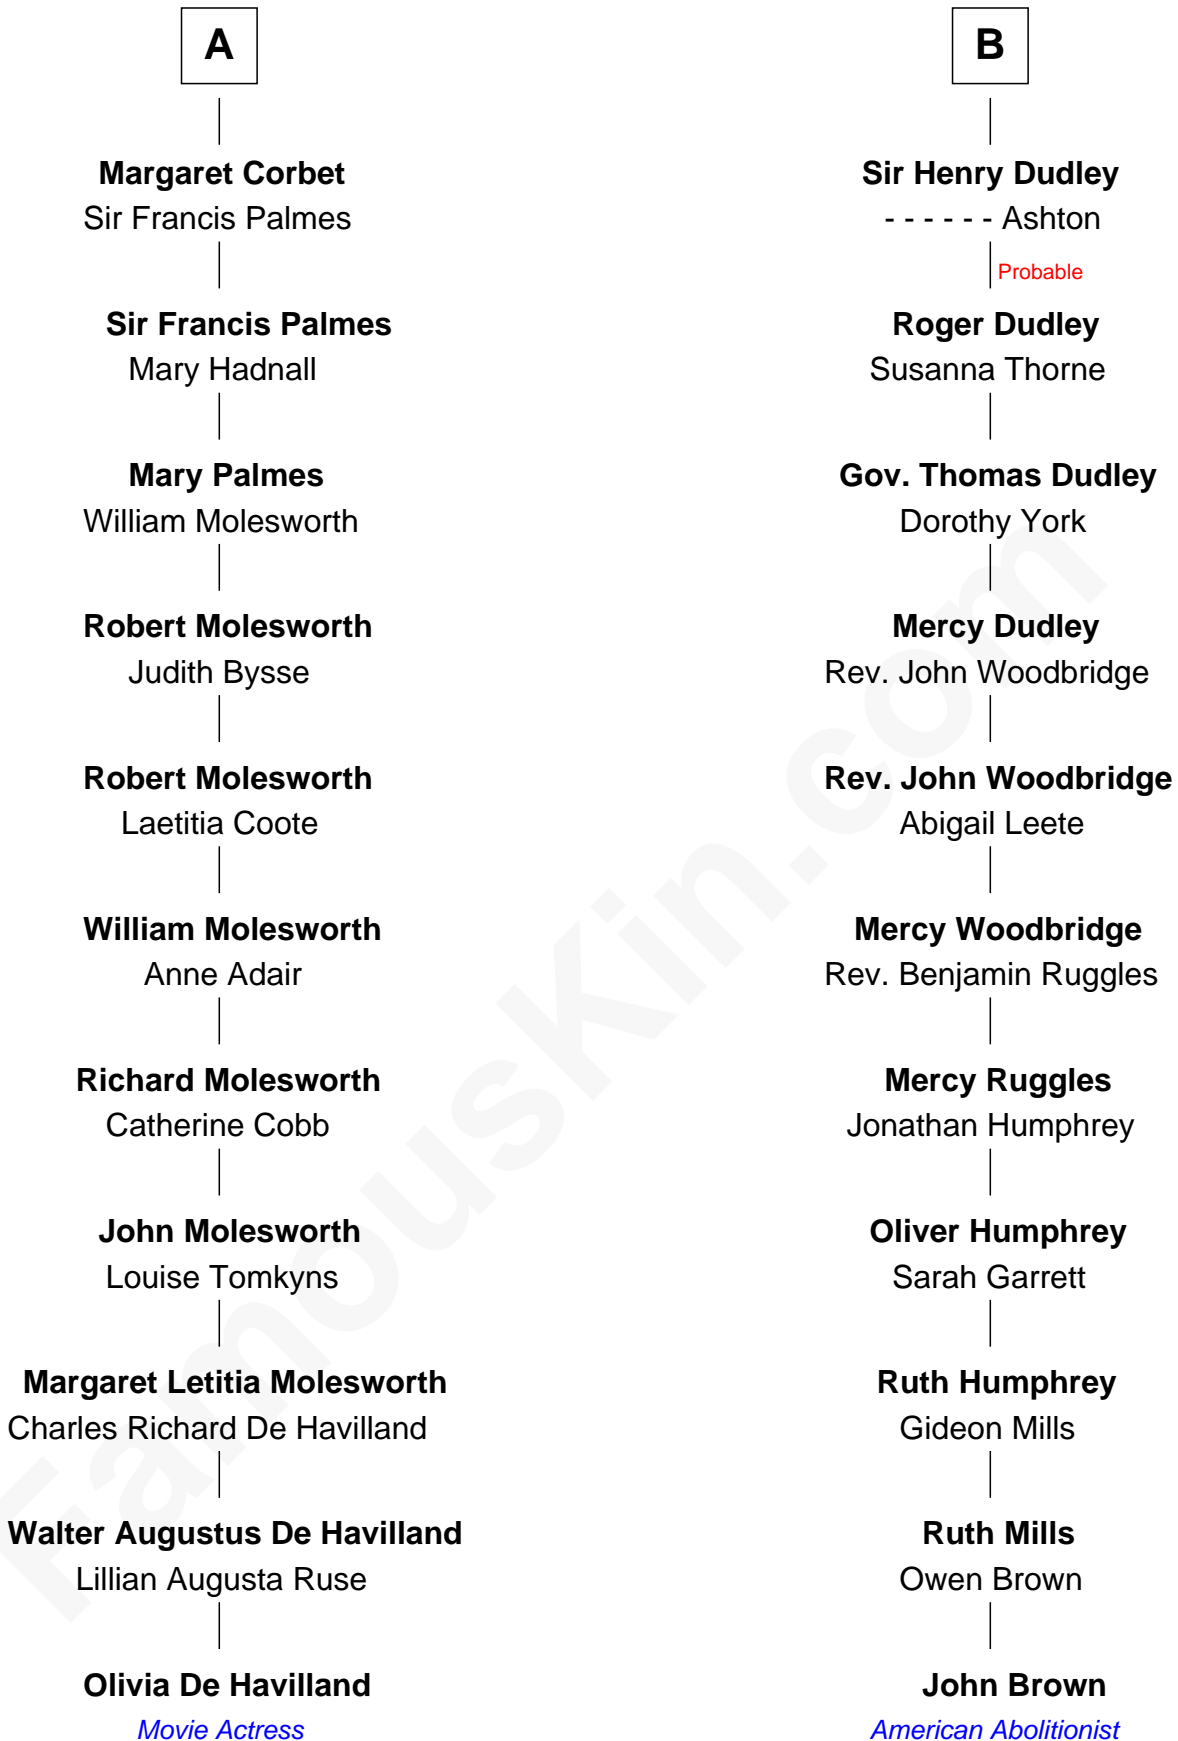 A
Margaret Corbet
Sir Francis Palmes
Sir Francis Palmes
Mary Hadnall
Mary Palmes
William Molesworth
Robert Molesworth
Judith Bysse
Robert Molesworth
Laetitia Coote
William Molesworth
Anne Adair
Richard Molesworth
Catherine Cobb
John Molesworth
Louise Tomkyns
Margaret Letitia Molesworth
Charles Richard De Havilland
Walter Augustus De Havilland
Lillian Augusta Ruse
Olivia De Havilland
Movie Actress
B
Sir Henry Dudley
- - - - - - Ashton
Probable
Roger Dudley
Susanna Thorne
Gov. Thomas Dudley
Dorothy York
Mercy Dudley
Rev. John Woodbridge
Rev. John Woodbridge
Abigail Leete
Mercy Woodbridge
Rev. Benjamin Ruggles
Mercy Ruggles
Jonathan Humphrey
Oliver Humphrey
Sarah Garrett
Ruth Humphrey
Gideon Mills
Ruth Mills
Owen Brown
John Brown
American Abolitionist
FamousKin.com